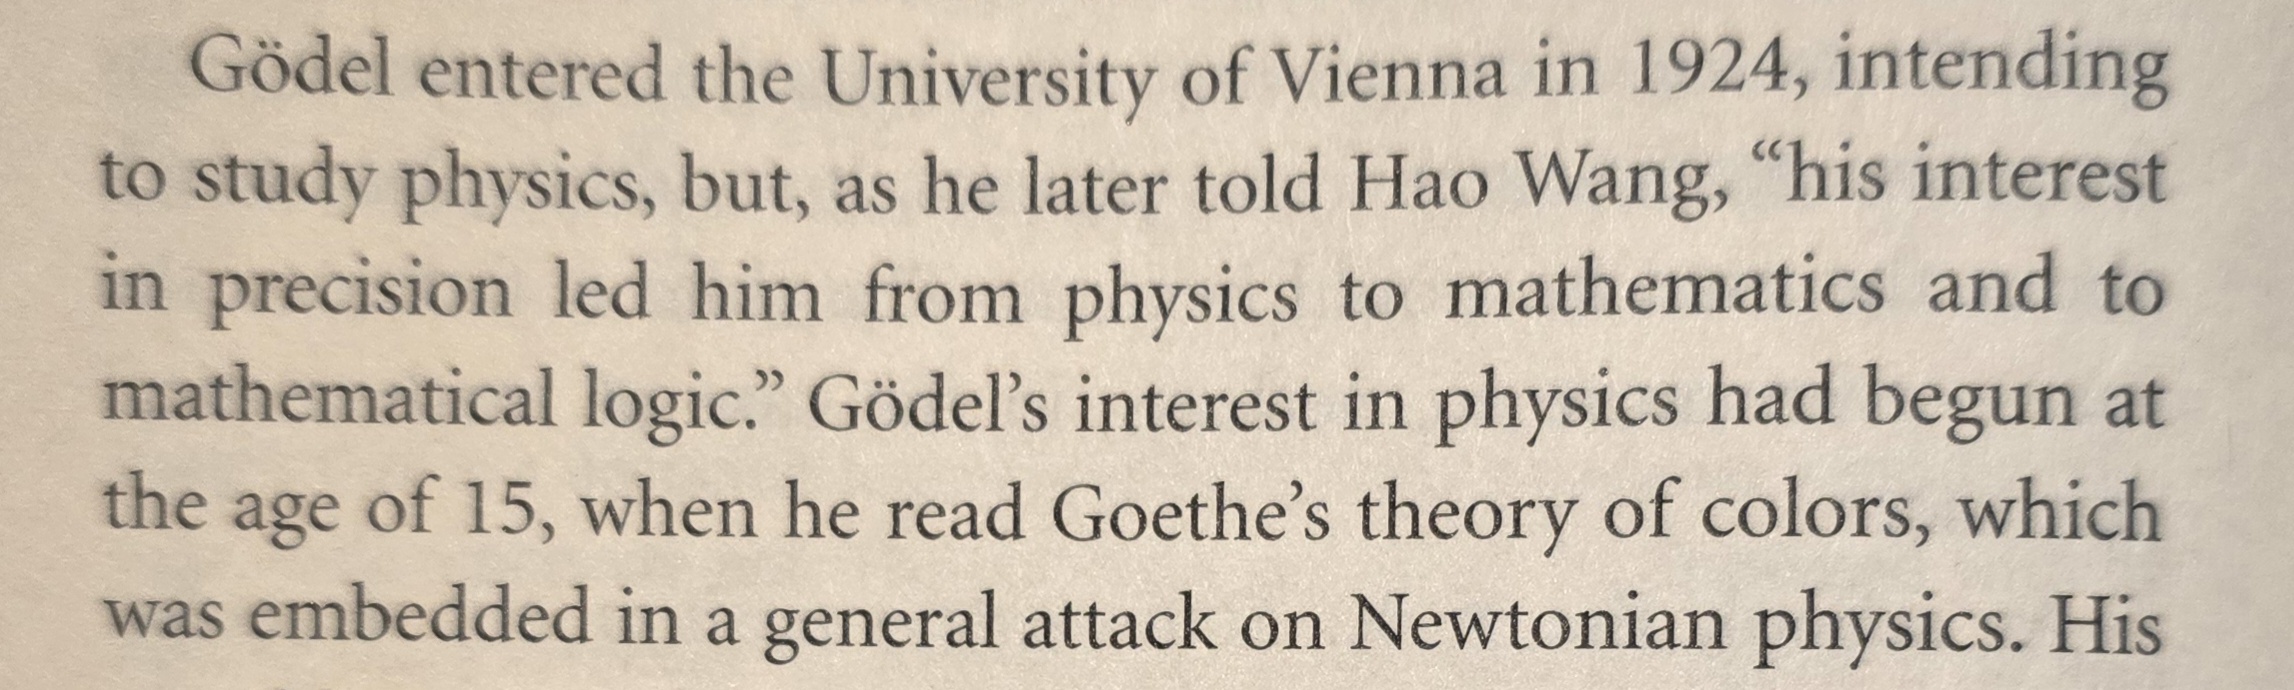 Gödel entered the University of Vienna in 1924, intending
to study physics, but, as he later told Hao Wang, “his interest
in precision led him from physics to mathematics and to
mathematical logic.” Gödel’s interest in physics had begun at
the age of 15, when he read Goethe’s theory of colors, which
was embedded in a general attack on Newtonian physics. His